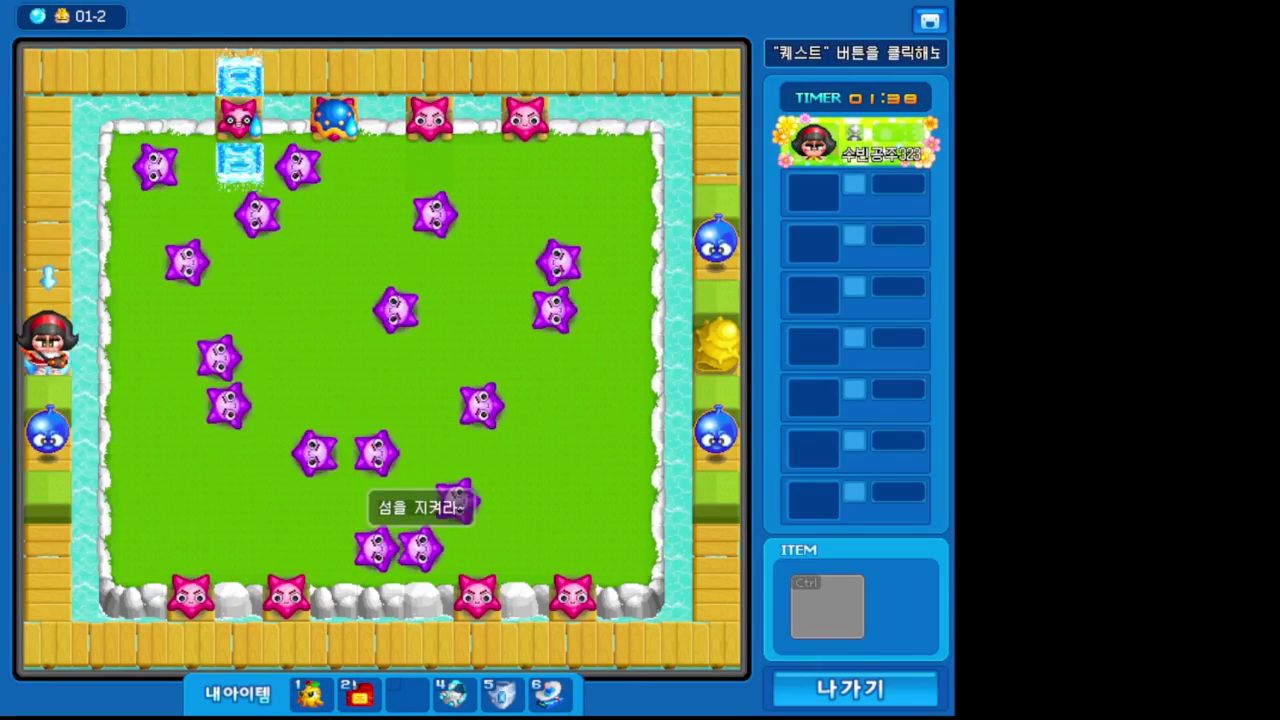 01-2
"퀘스트" 버튼을 클릭해노
TIMER 01:38
수빈공주323
섬을 지켜라~
ITEM
Ctrl
내아이템 1 2 4 5 6
나가기